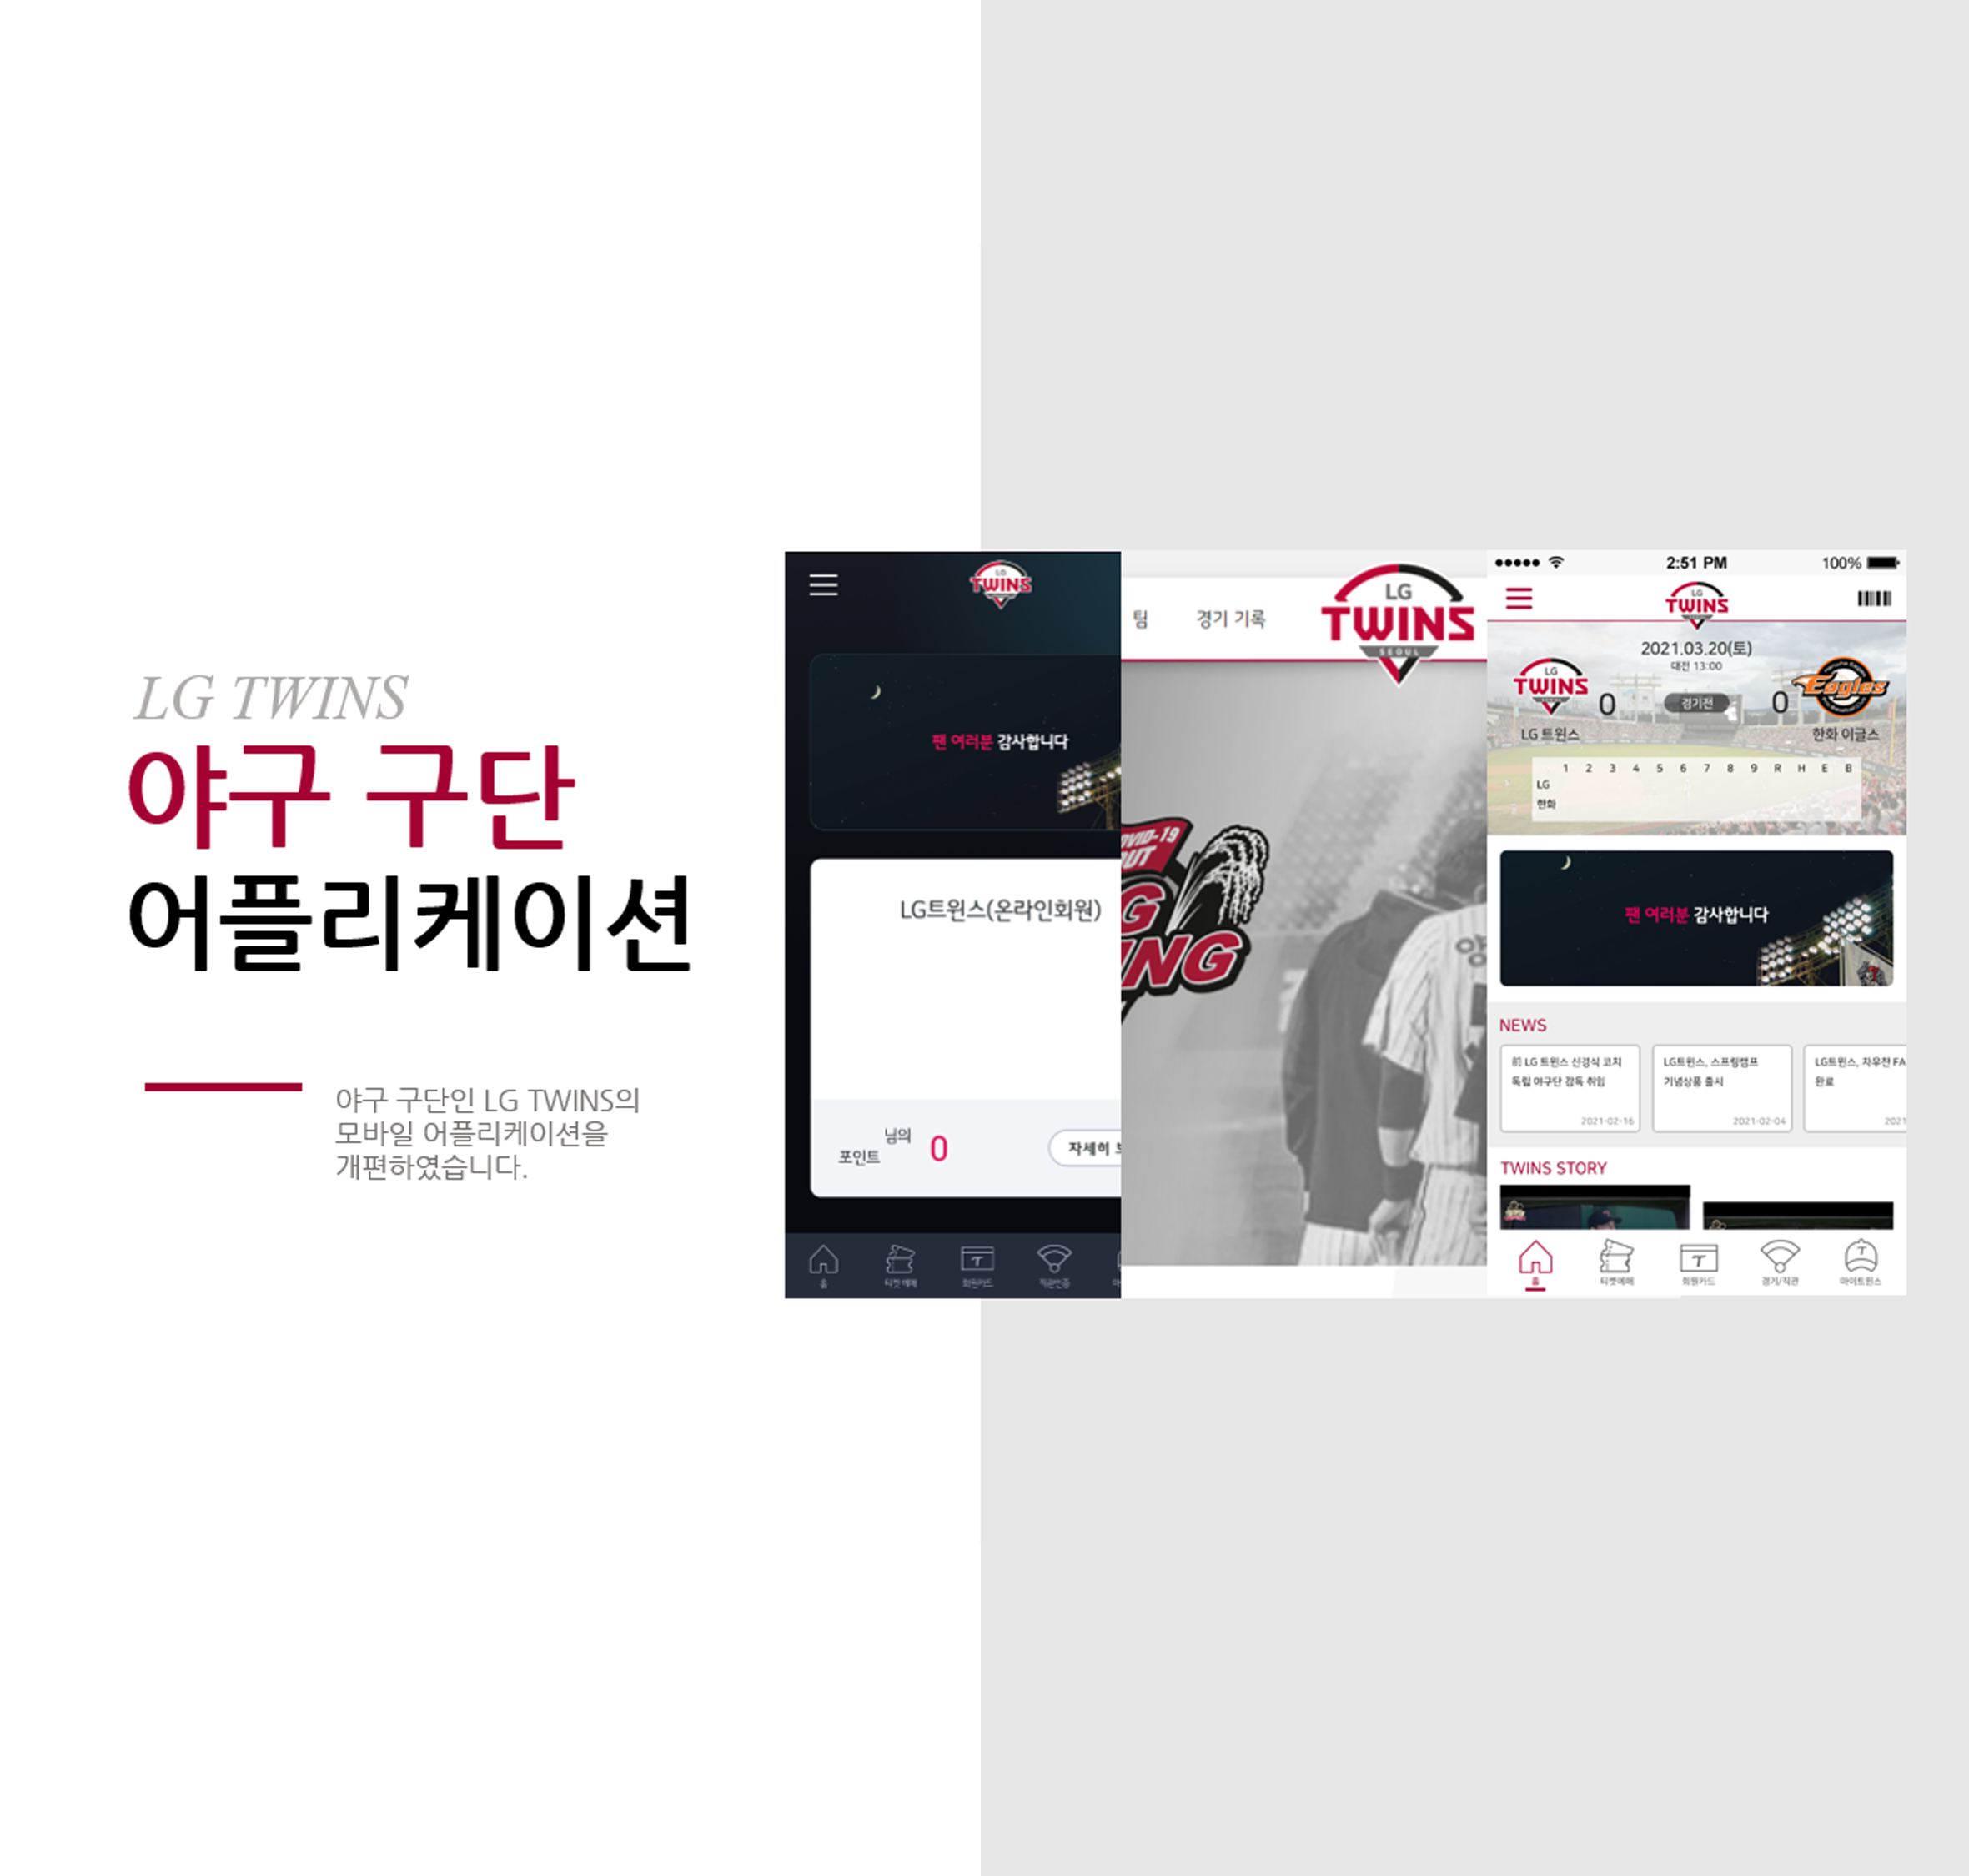 LG TWINS
야구 구단
어플리케이션
야구 구단인 LG TWINS의
모바일 어플리케이션을
개편하였습니다.
LG
TWINS
팬 여러분 감사합니다
LG트윈스(온라인회원)
님의
포인트
0
자세히
홈
티켓예매
회원카드
직관인증
팀
경기 기록
LG
TWINS
SEOUL
OVID-19
OUT
G
ING
2:51 PM
100%
LG
TWINS
2021.03.20(토)
대전 13:00
LG
TWINS
0
경기전
0
Eagles
LG 트윈스
한화 이글스
1 2 3 4 5 6 7 8 9 R H E B
LG
한화
팬 여러분 감사합니다
NEWS
前 LG 트윈스 신경식 코치
독립 야구단 감독 취임
2021-02-16
LG트윈스, 스프링캠프
기념상품 출시
2021-02-04
LG트윈스, 차우찬 FA
완료
2021
TWINS STORY
홈
티켓예매
회원카드
경기/직관
마이트윈스